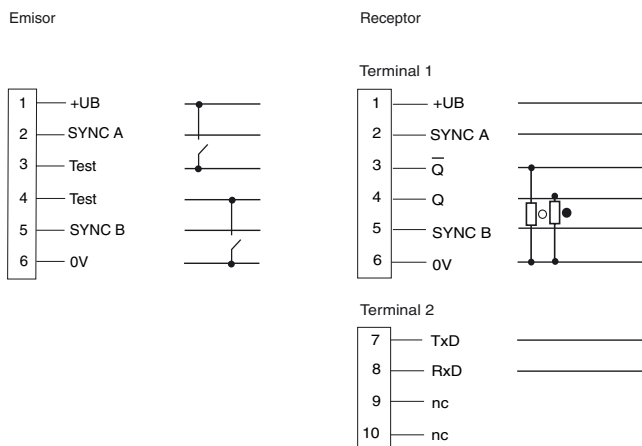 Emisor
1 +UB
2 SYNC A
3 Test
4 Test
5 SYNC B
6 0V
Receptor
Terminal 1
1 +UB
2 SYNC A
3 Q̅
4 Q
5 SYNC B
6 0V
Terminal 2
7 TxD
8 RxD
9 nc
10 nc